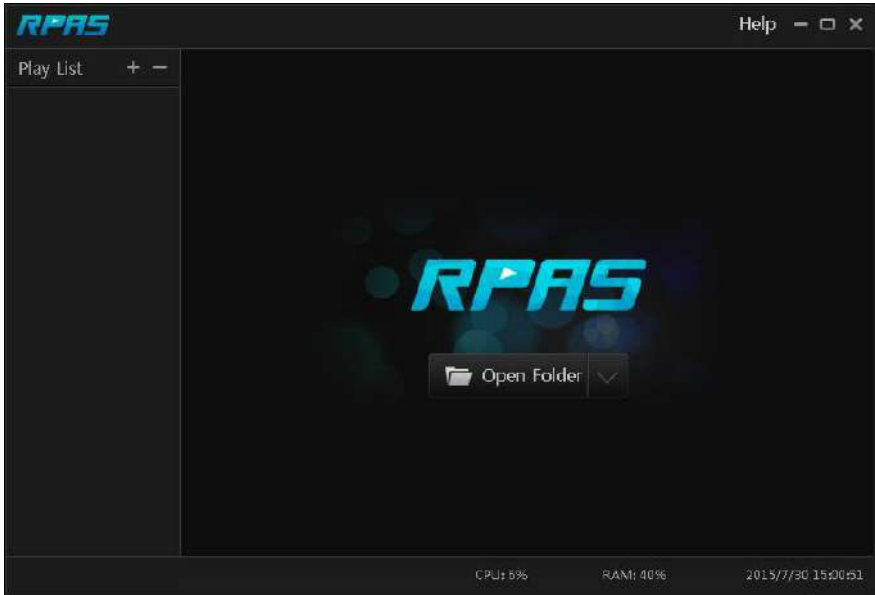 RPAS
Help
Play List
RPAS
Open Folder
CPU: 6%
RAM: 40%
2015/7/30 15:00:51